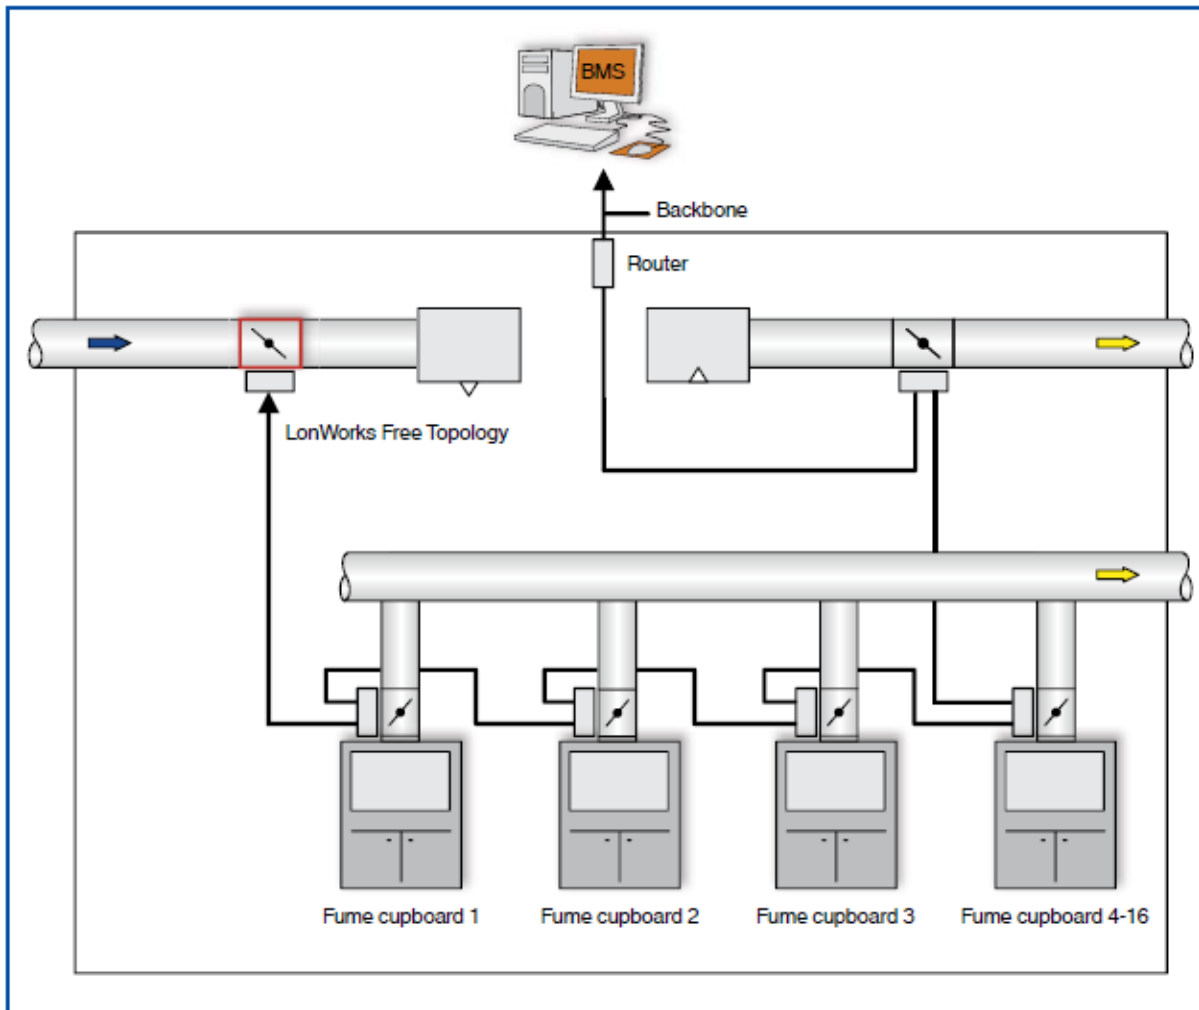 BMS
Backbone
Router
LonWorks Free Topology
Fume cupboard 1
Fume cupboard 2
Fume cupboard 3
Fume cupboard 4-16